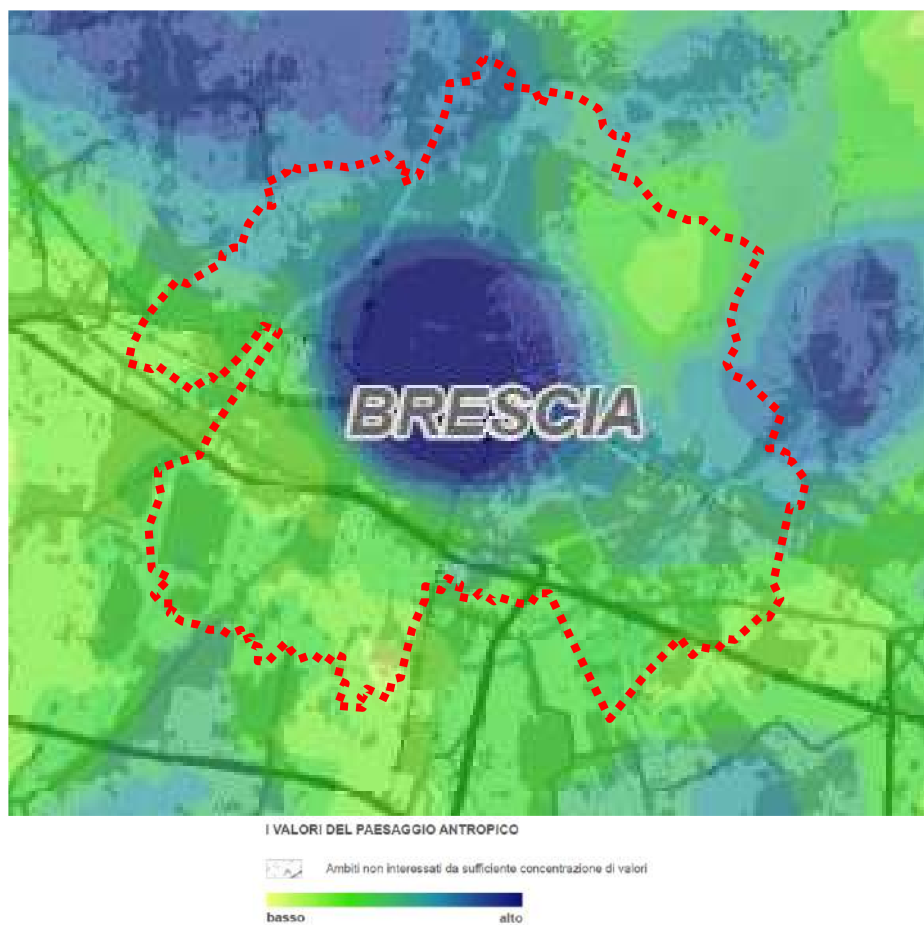 BRESCIA
I VALORI DEL PAESAGGIO ANTROPICO
Ambiti non interessati da sufficiente concentrazione di valori
basso alto